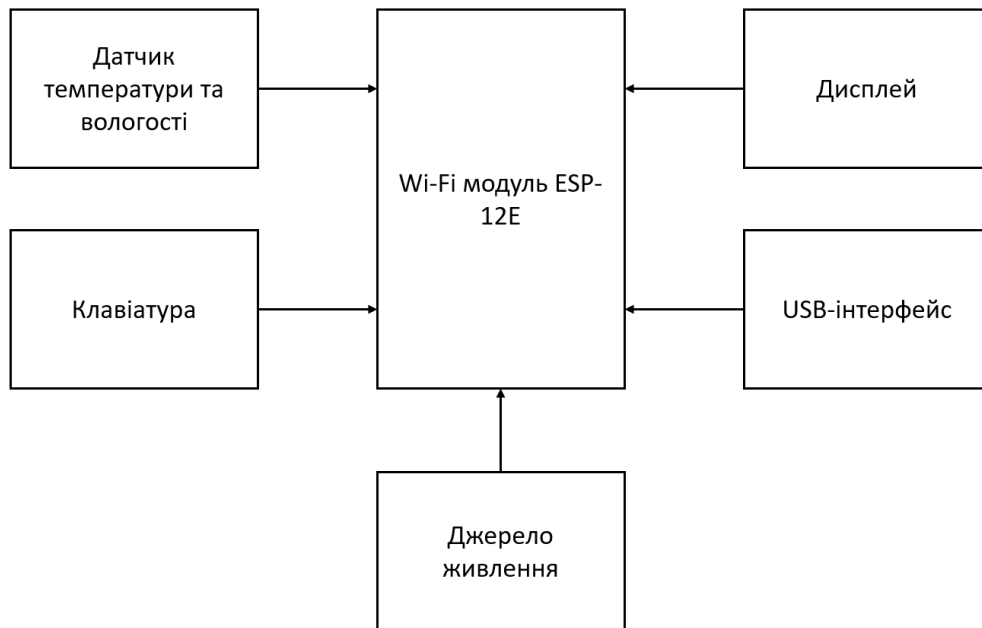 Датчик
температури та
вологості
Wi-Fi модуль ESP-
12E
Дисплей
Клавіатура
USB-інтерфейс
Джерело
живлення